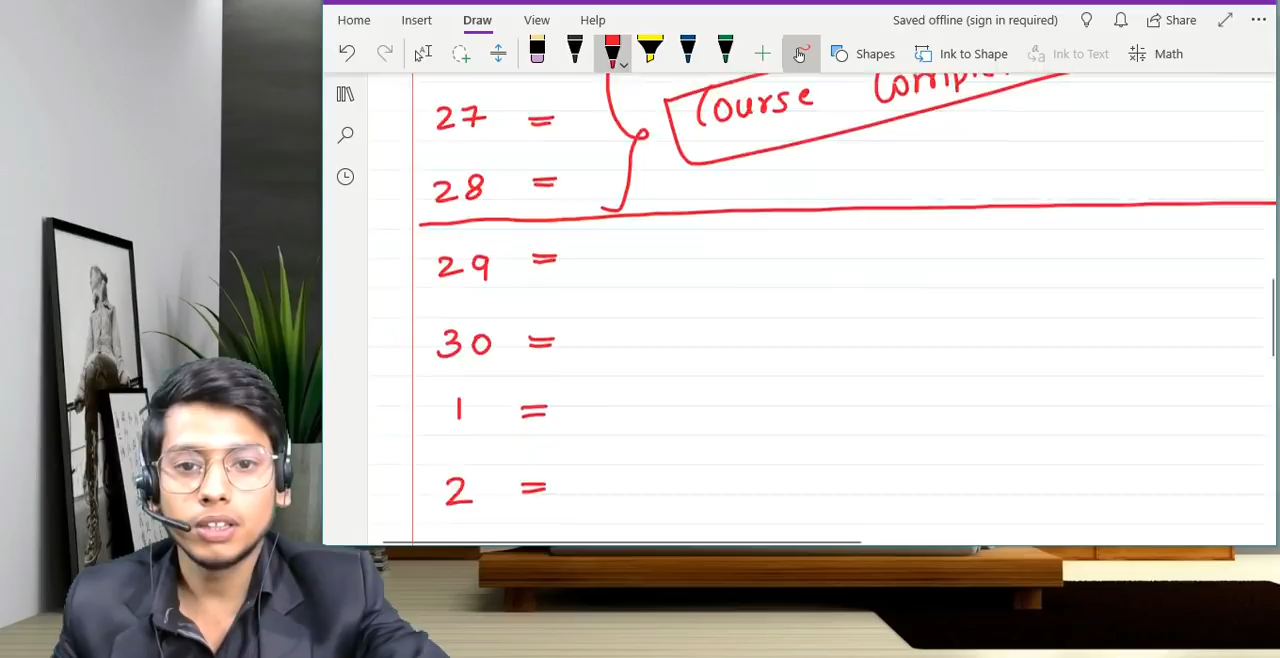 Home Insert Draw View Help Saved offline (sign in required) Share
Shapes Ink to Shape Ink to Text Math
27 = Course
28 =
29 =
30 =
1 =
2 =